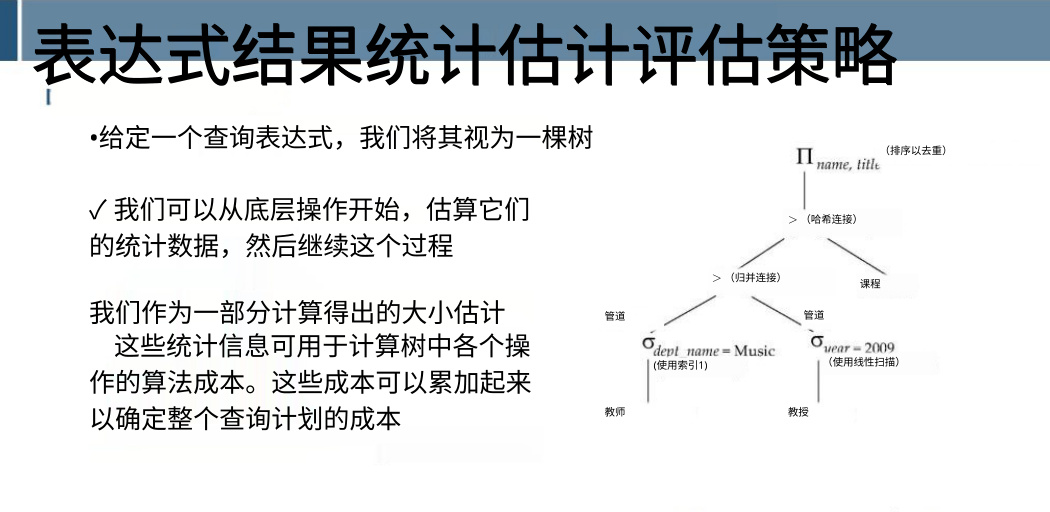 表达式结果统计估计评估策略
•给定一个查询表达式，我们将其视为一棵树
✓ 我们可以从底层操作开始，估算它们
的统计数据，然后继续这个过程
我们作为一部分计算得出的大小估计
这些统计信息可用于计算树中各个操
作的算法成本。这些成本可以累加起来
以确定整个查询计划的成本
Π name, title （排序以去重）
> （哈希连接）
> （归并连接）
课程
管道 管道
σ dept_name = Music σ year = 2009
(使用索引1) （使用线性扫描）
教师 教授